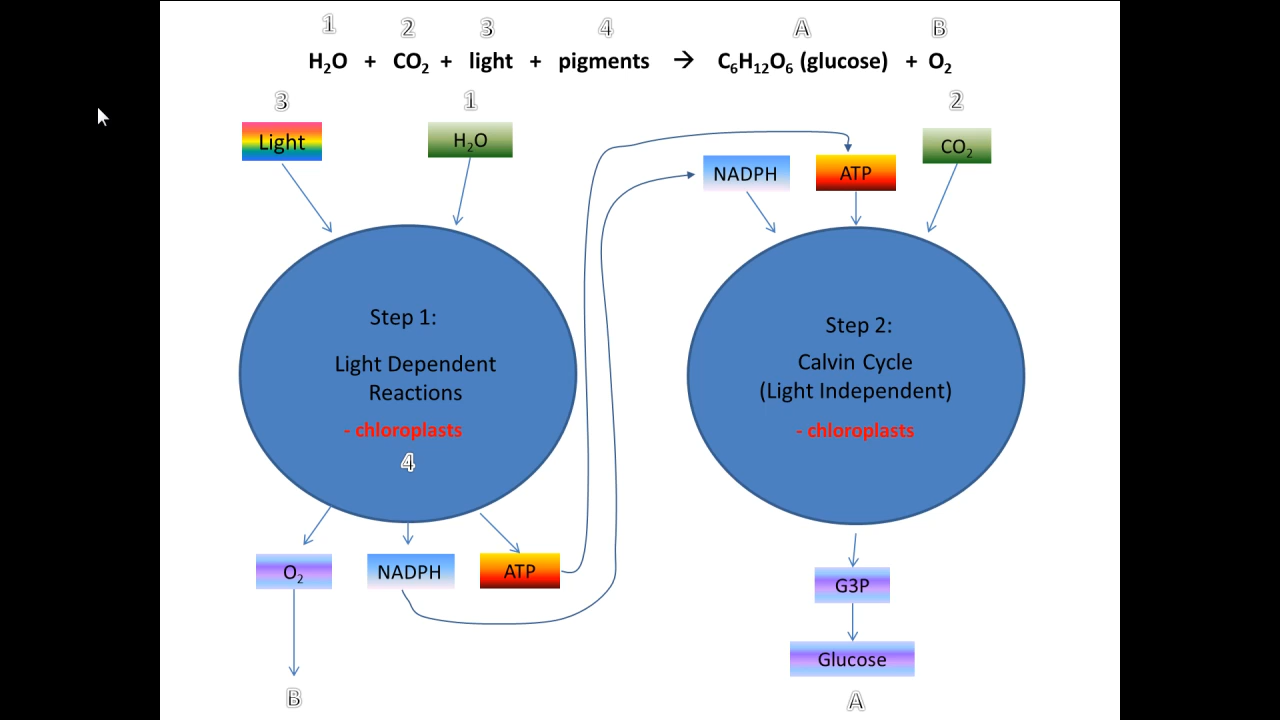 1 2 3 4 A B
H₂O + CO₂ + light + pigments → C₆H₁₂O₆ (glucose) + O₂
3 1 2
Light
H₂O
NADPH
ATP
CO₂
Step 1:
Light Dependent
Reactions
- chloroplasts
4
Step 2:
Calvin Cycle
(Light Independent)
- chloroplasts
O₂
NADPH
ATP
G3P
Glucose
B
A